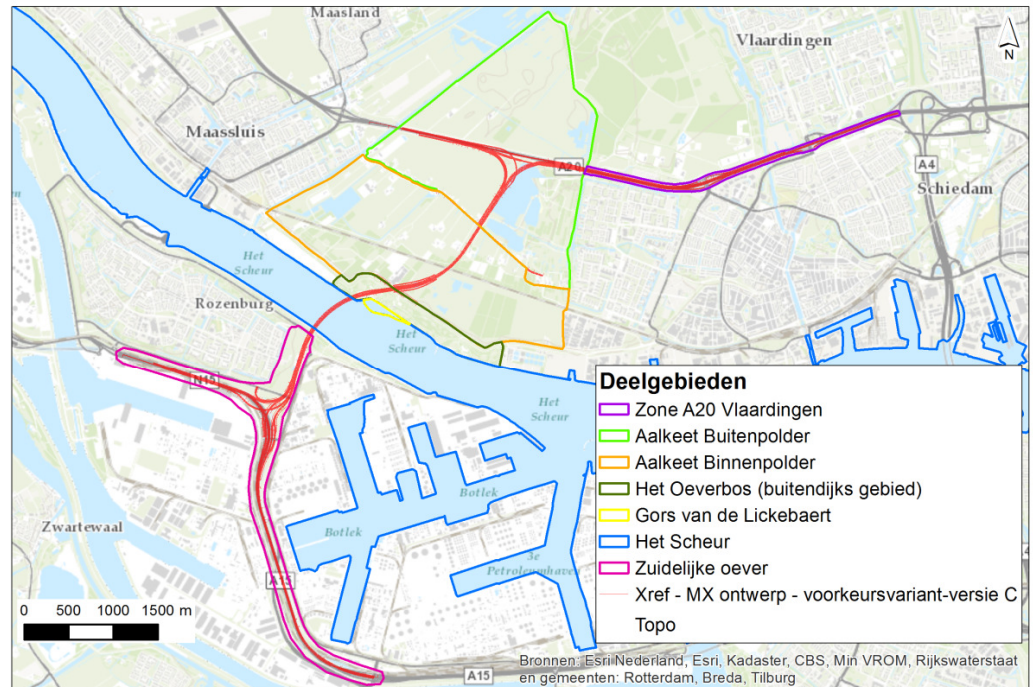 Maasland
Vlaardingen
N
Maassluis
A20
A4
Schiedam
Het
Scheur
Rozenburg
Het
Scheur
N15
Het
Scheur
Botlek
Botlek
Zwartewaal
3e
Petroleumhaven
A15
A15
0 500 1000 1500 m
Deelgebieden
Zone A20 Vlaardingen
Aalkeet Buitenpolder
Aalkeet Binnenpolder
Het Oeverbos (buitendijks gebied)
Gors van de Lickebaert
Het Scheur
Zuidelijke oever
Xref - MX ontwerp - voorkeursvariant-versie C
Topo
Bronnen: Esri Nederland, Esri, Kadaster, CBS, Min VROM, Rijkswaterstaat
en gemeenten: Rotterdam, Breda, Tilburg